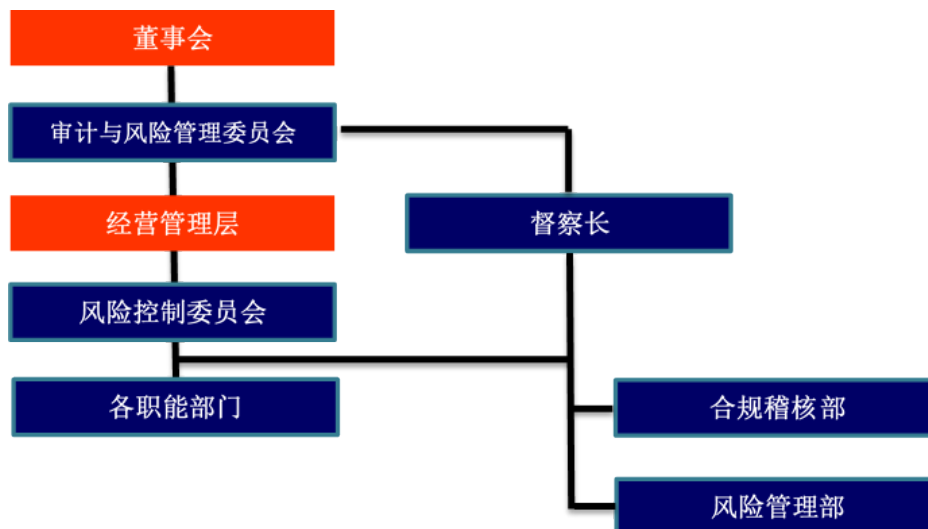 董事会
审计与风险管理委员会
经营管理层
督察长
风险控制委员会
各职能部门
合规稽核部
风险管理部